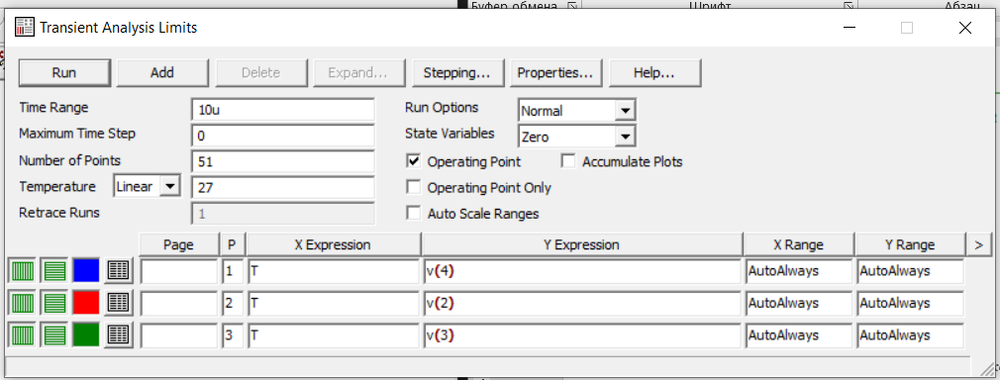 Буфер обмена
Шрифт
Абзац
Transient Analysis Limits
Run Add Delete Expand... Stepping... Properties... Help...
Time Range 10u Run Options Normal
Maximum Time Step 0 State Variables Zero
Number of Points 51 Operating Point Accumulate Plots
Temperature Linear 27 Operating Point Only
Retrace Runs 1 Auto Scale Ranges
Page P X Expression Y Expression X Range Y Range >
1 T v(4) AutoAlways AutoAlways
2 T v(2) AutoAlways AutoAlways
3 T v(3) AutoAlways AutoAlways